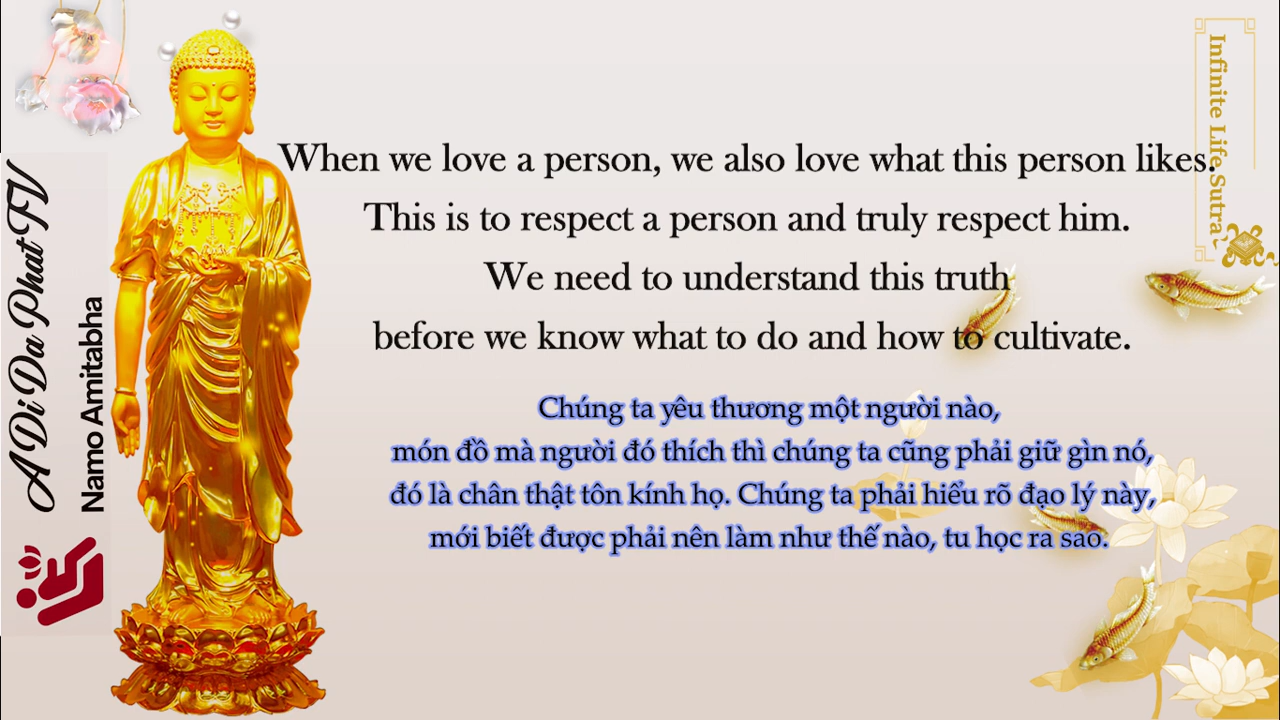 A Di Da Phat TV
Namo Amitabha
Infinite Life Sutra
When we love a person, we also love what this person likes.
This is to respect a person and truly respect him.
We need to understand this truth
before we know what to do and how to cultivate.
Chúng ta yêu thương một người nào,
món đồ mà người đó thích thì chúng ta cũng phải giữ gìn nó,
đó là chân thật tôn kính họ. Chúng ta phải hiểu rõ đạo lý này,
mới biết được phải nên làm như thế nào, tu học ra sao.